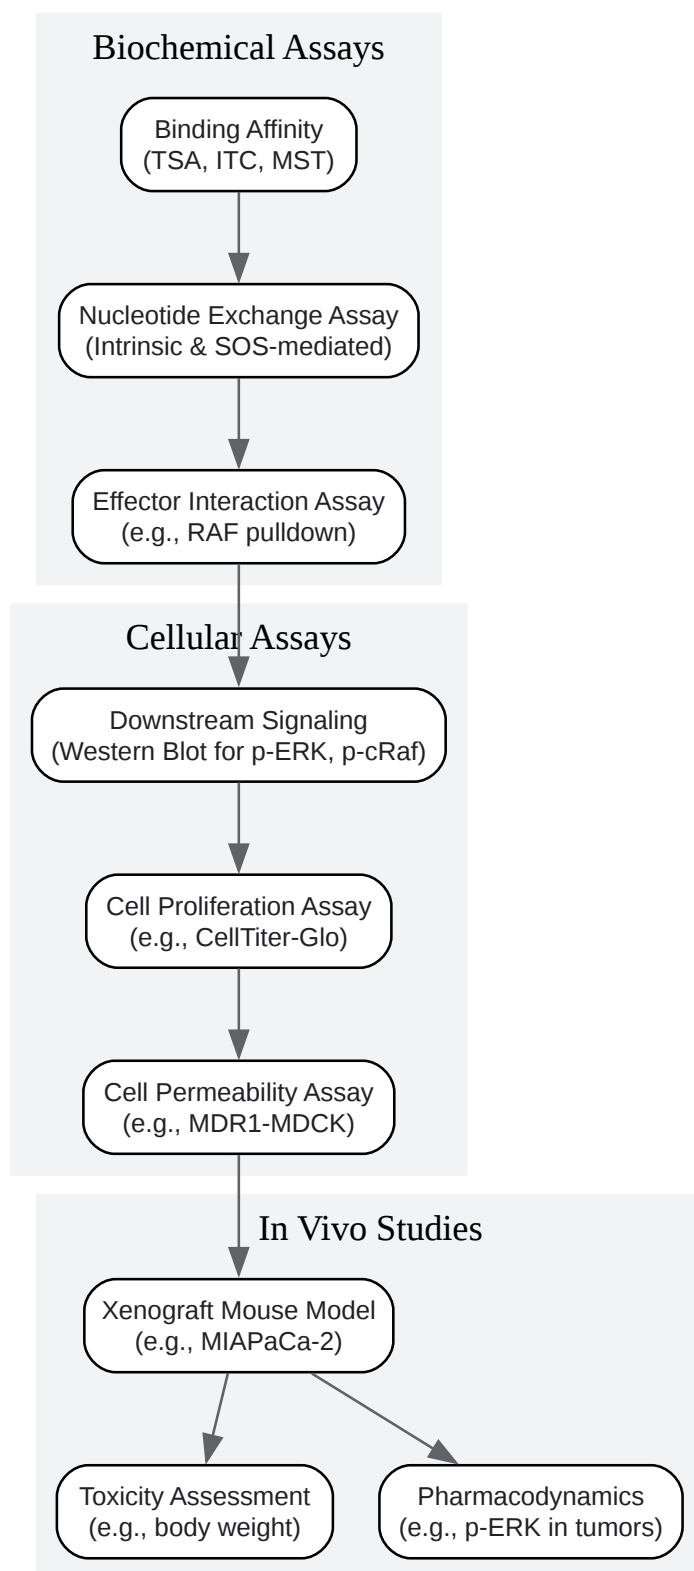 Biochemical Assays
Binding Affinity
(TSA, ITC, MST)
Nucleotide Exchange Assay
(Intrinsic & SOS-mediated)
Effector Interaction Assay
(e.g., RAF pulldown)
Cellular Assays
Downstream Signaling
(Western Blot for p-ERK, p-cRaf)
Cell Proliferation Assay
(e.g., CellTiter-Glo)
Cell Permeability Assay
(e.g., MDR1-MDCK)
In Vivo Studies
Xenograft Mouse Model
(e.g., MIAPaCa-2)
Toxicity Assessment
(e.g., body weight)
Pharmacodynamics
(e.g., p-ERK in tumors)